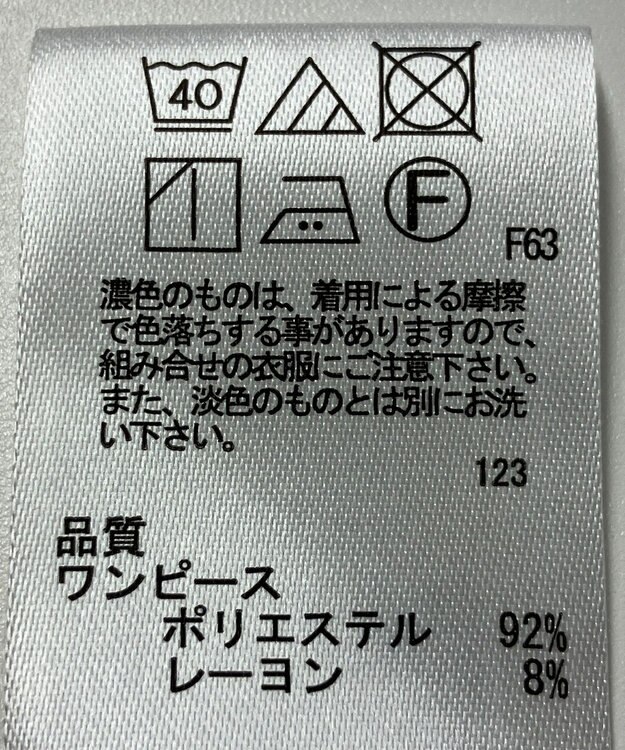 40
F
F63
濃色のものは、着用による摩擦
で色落ちする事がありますので、
組み合せの衣服にご注意下さい。
また、淡色のものとは別にお洗
い下さい。
123
品質
ワンピース
ポリエステル 92%
レーヨン 8%